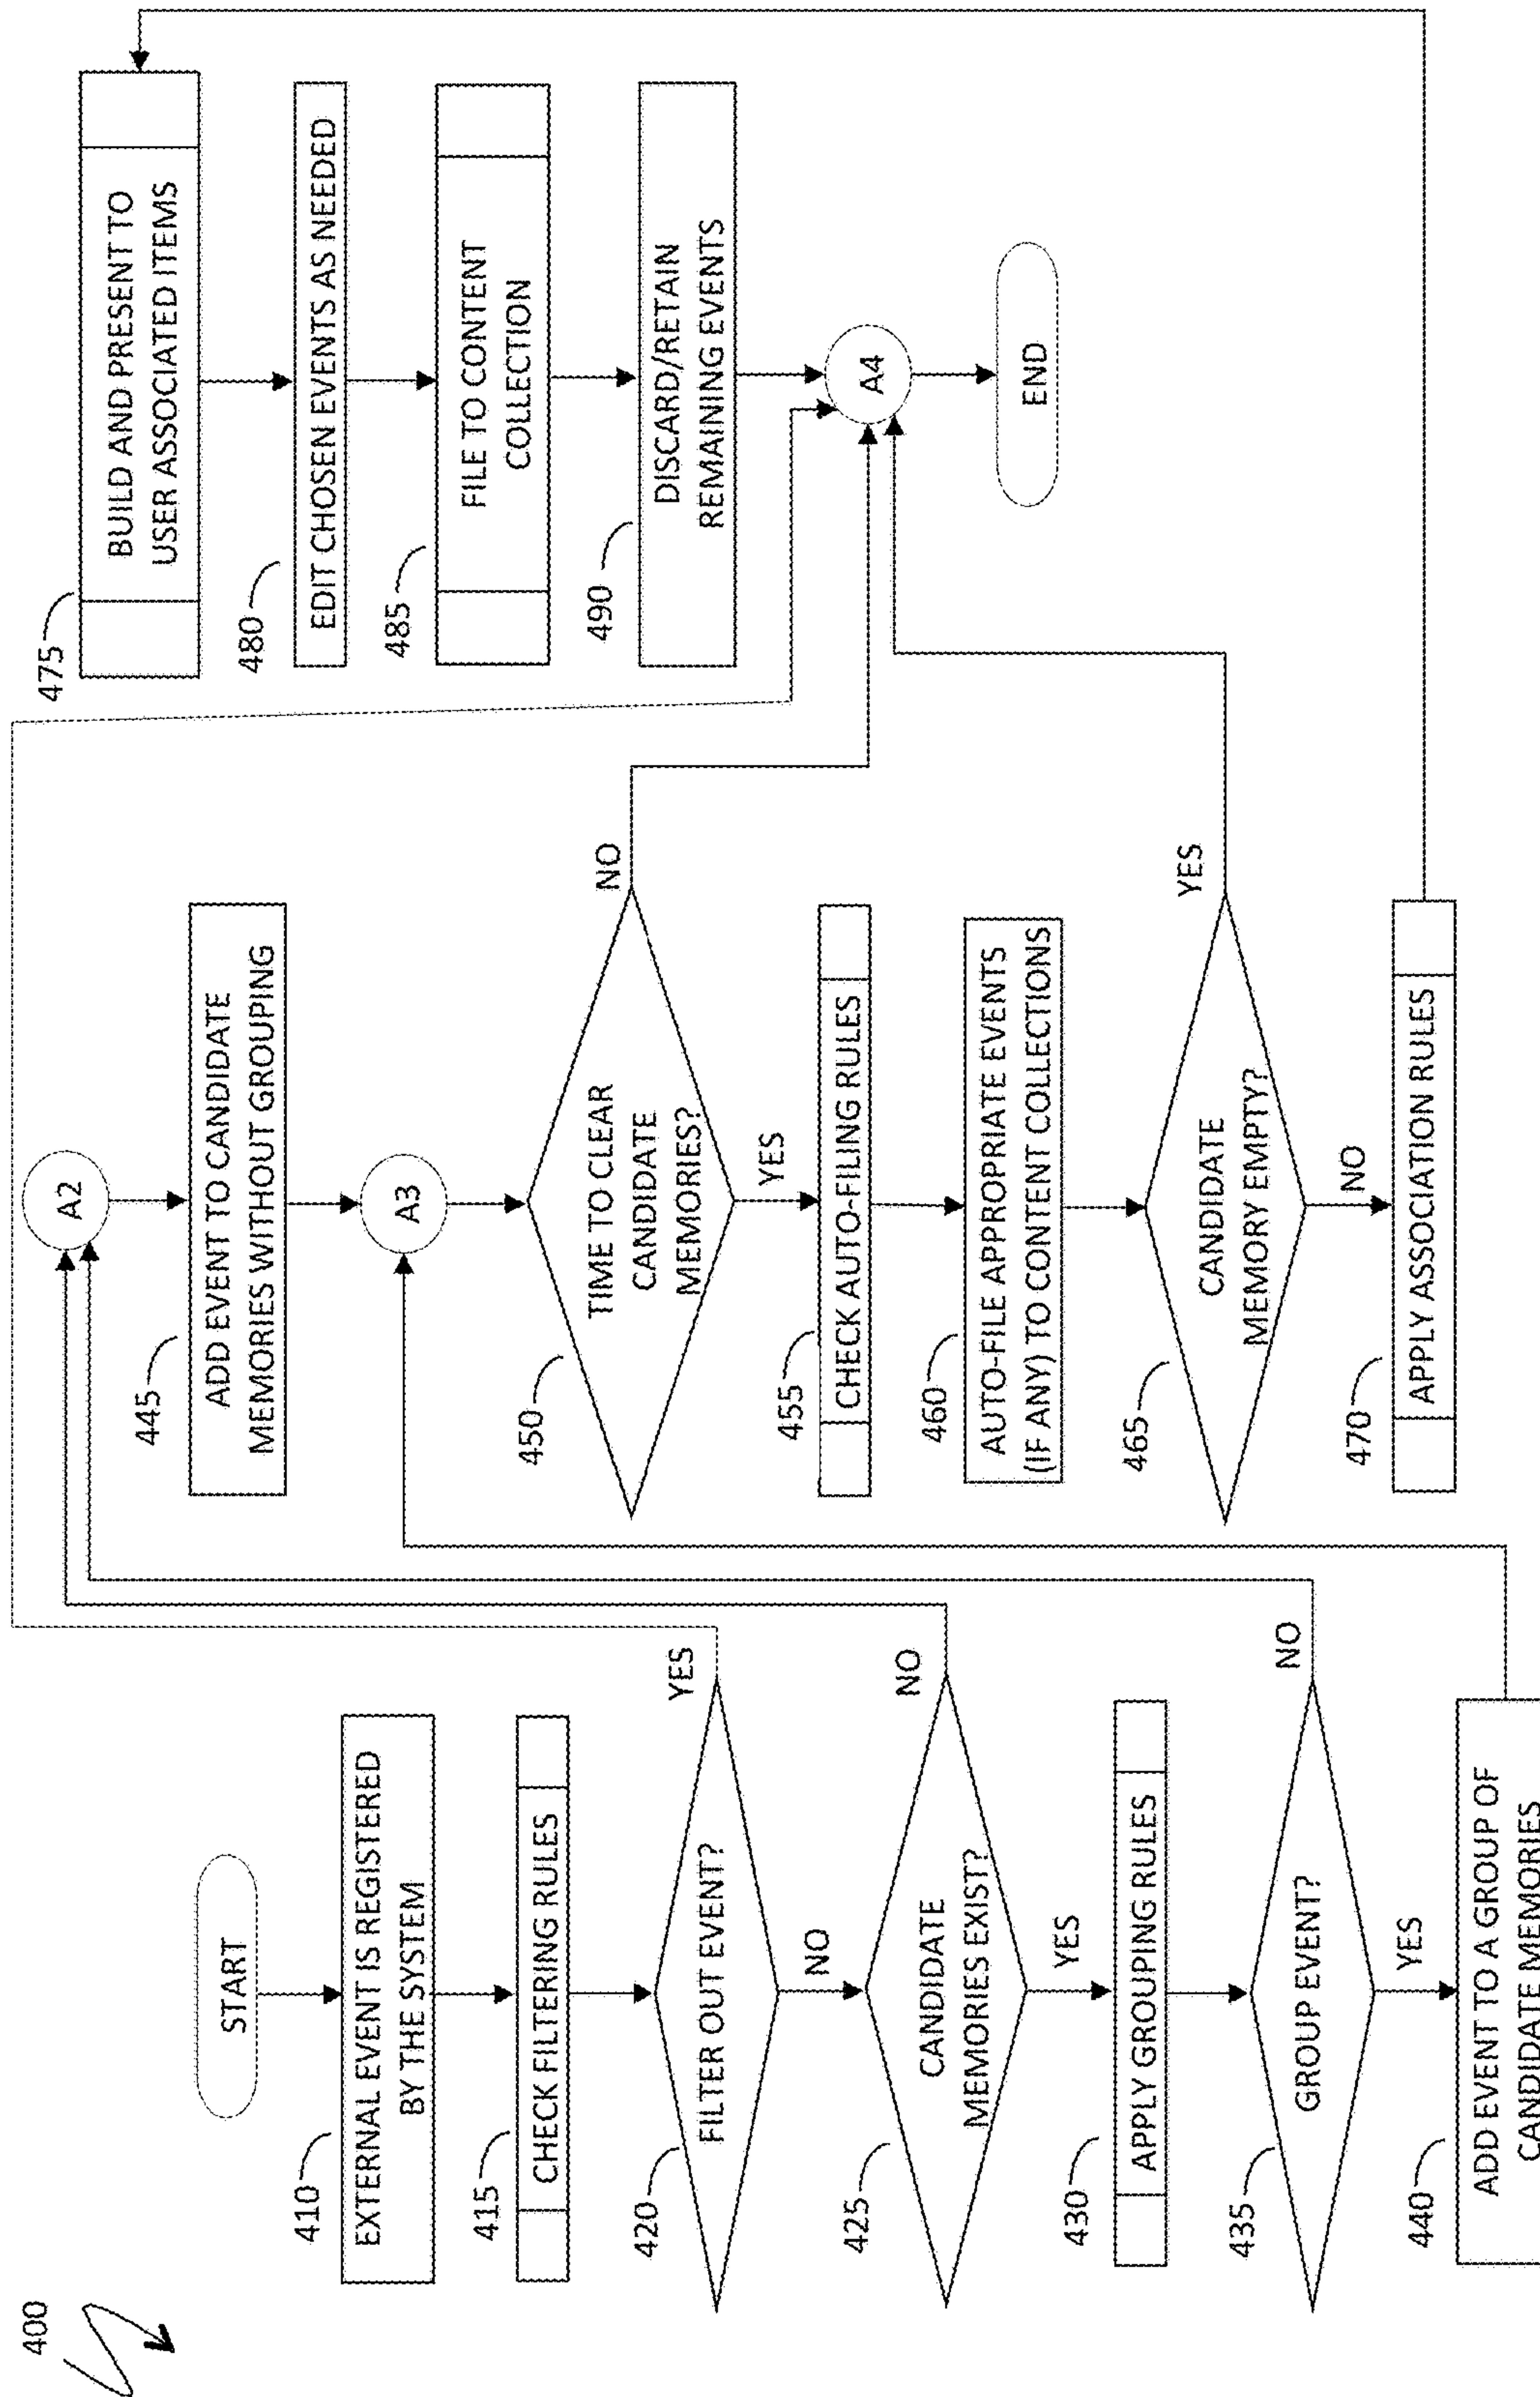 400
START
410
EXTERNAL EVENT IS REGISTERED
BY THE SYSTEM
415
CHECK FILTERING RULES
420
FILTER OUT EVENT?
YES
NO
425
CANDIDATE
MEMORIES EXIST?
NO
YES
430
APPLY GROUPING RULES
435
GROUP EVENT?
NO
YES
440
ADD EVENT TO A GROUP OF
CANDIDATE MEMORIES
A2
445
ADD EVENT TO CANDIDATE
MEMORIES WITHOUT GROUPING
A3
450
TIME TO CLEAR
CANDIDATE
MEMORIES?
NO
YES
455
CHECK AUTO-FILING RULES
460
AUTO-FILE APPROPRIATE EVENTS
(IF ANY) TO CONTENT COLLECTIONS
465
CANDIDATE
MEMORY EMPTY?
YES
NO
470
APPLY ASSOCIATION RULES
475
BUILD AND PRESENT TO
USER ASSOCIATED ITEMS
480
EDIT CHOSEN EVENTS AS NEEDED
485
FILE TO CONTENT
COLLECTION
490
DISCARD/RETAIN
REMAINING EVENTS
A4
END